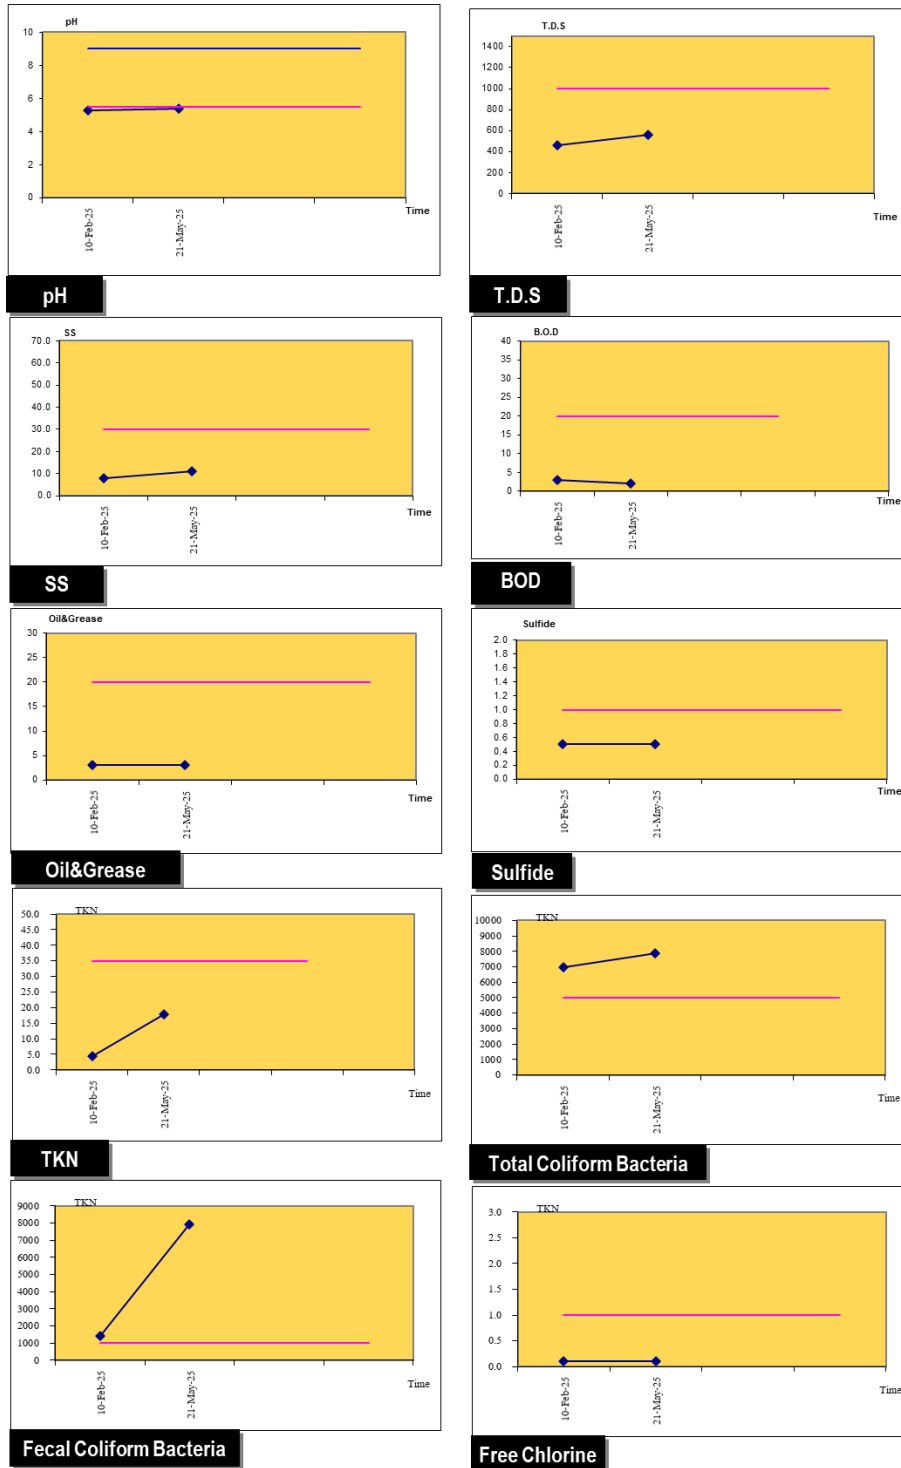 pH
10
8
6
4
2
0
10-Feb-25
21-May-25
Time
pH
T.D.S
1400
1200
1000
800
600
400
200
0
10-Feb-25
21-May-25
Time
T.D.S
SS
70.0
60.0
50.0
40.0
30.0
20.0
10.0
0.0
10-Feb-25
21-May-25
Time
SS
B.O.D
40
35
30
25
20
15
10
5
0
10-Feb-25
21-May-25
Time
BOD
Oil&Grease
30
25
20
15
10
5
0
10-Feb-25
21-May-25
Time
Oil&Grease
Sulfide
2.0
1.8
1.6
1.4
1.2
1.0
0.8
0.6
0.4
0.2
0.0
10-Feb-25
21-May-25
Time
Sulfide
TKN
50.0
45.0
40.0
35.0
30.0
25.0
20.0
15.0
10.0
5.0
0.0
10-Feb-25
21-May-25
Time
TKN
TKN
10000
9000
8000
7000
6000
5000
4000
3000
2000
1000
0
10-Feb-25
21-May-25
Time
Total Coliform Bacteria
TKN
9000
8000
7000
6000
5000
4000
3000
2000
1000
0
10-Feb-25
21-May-25
Time
Fecal Coliform Bacteria
TKN
3.0
2.5
2.0
1.5
1.0
0.5
0.0
10-Feb-25
21-May-25
Time
Free Chlorine